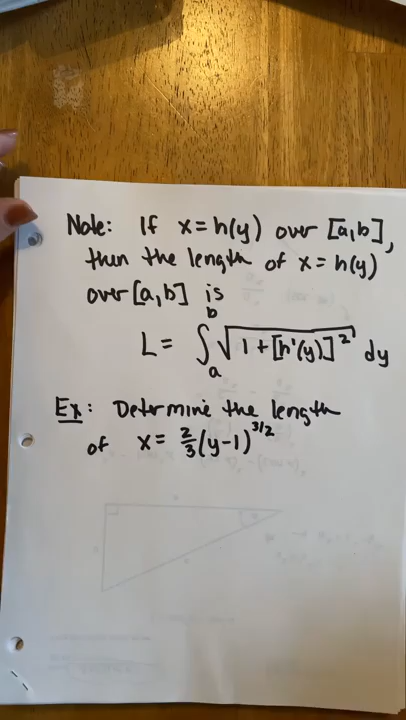 Note: If x = h(y) over [a,b],
then the length of x = h(y)
over [a,b] is
L = ∫_a^b √(1 + [h'(y)]²) dy
Ex: Determine the length
of x = 2/3 (y-1)^(3/2)